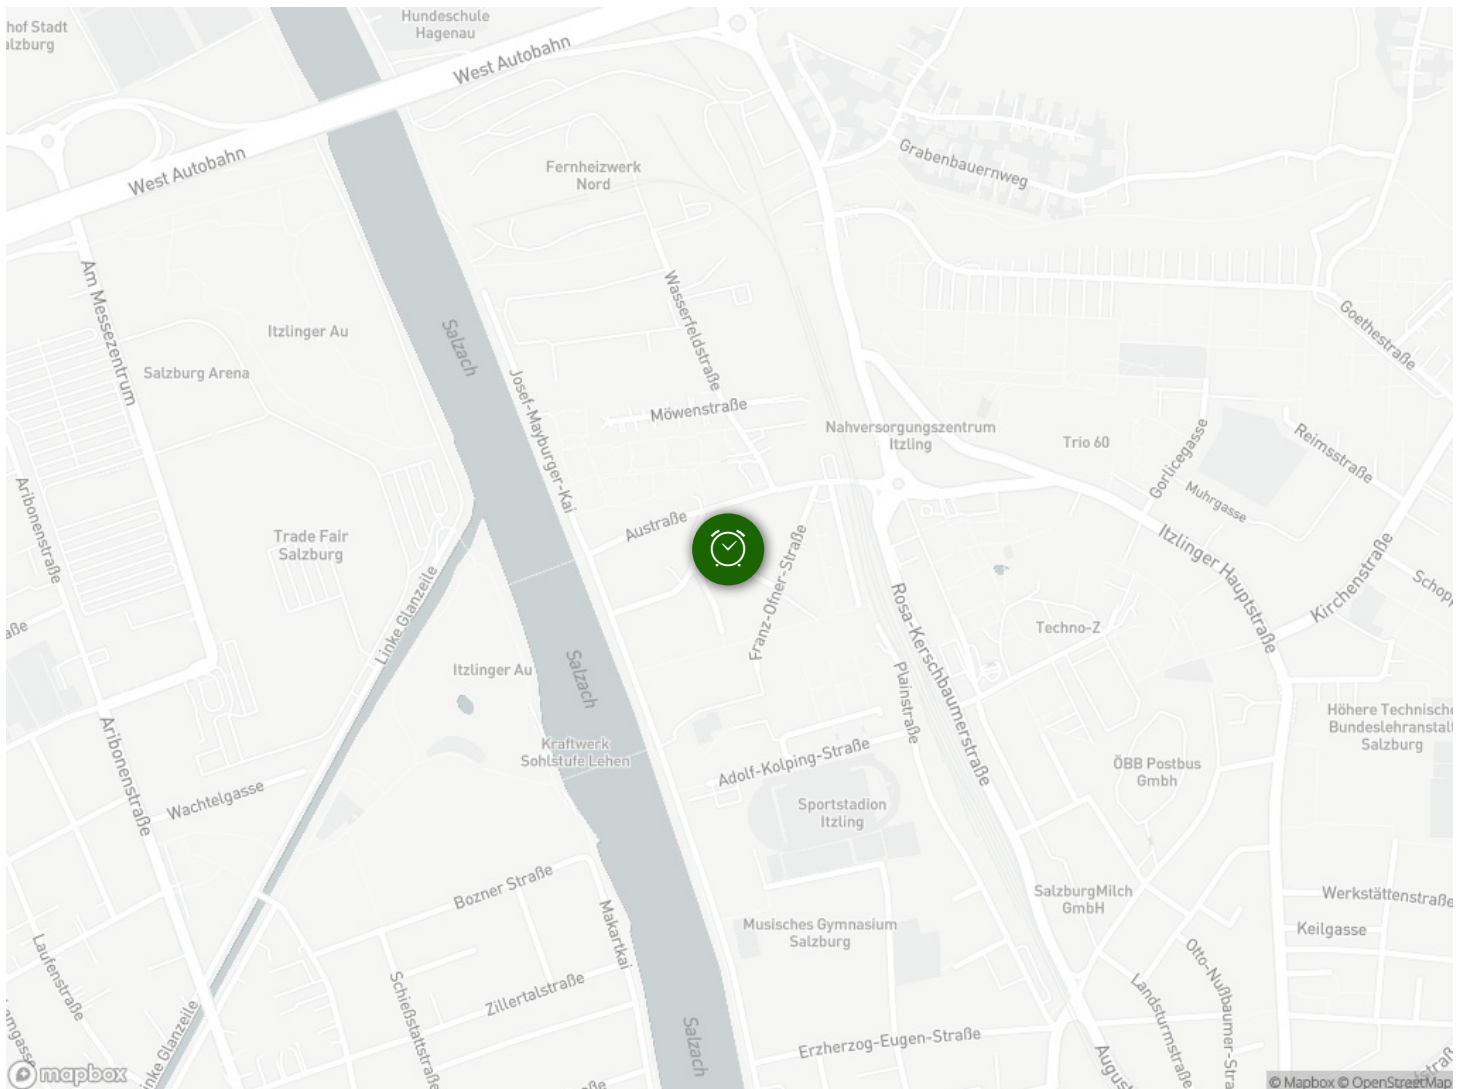 hof Stadt
alzburg
Hundeschule
Hagenau
West Autobahn
West Autobahn
Fernheizwerk
Nord
Grabenbauernweg
Am Messezentrum
Itzlinger Au
Salzburg Arena
Salzach
Wasserfeldstraße
Goethestraße
Josef-Mayburger-Kai
Möwenstraße
Nahversorgungszentrum
Itzling
Trio 60
Gorlicegasse
Reimsstraße
Muhrgasse
Aribonenstraße
Trade Fair
Salzburg
Austraße
Franz-Ofner-Straße
Itzlinger Hauptstraße
Kirchenstraße
Schop
aße
Linke Glanzeile
Rosa-Kerschbaumerstraße
Techno-Z
Itzlinger Au
Salzach
Plainstraße
Höhere Technische
Bundeslehranstalt
Salzburg
Aribonenstraße
Kraftwerk
Sohlstufe Lehen
Adolf-Kolping-Straße
ÖBB Postbus
Gmbh
Wachtelgasse
Sportstadion
Itzling
Bozner Straße
SalzburgMilch
GmbH
Werkstättenstraße
Makartkai
Musisches Gymnasium
Salzburg
Keilgasse
Laufenstraße
Schießstattstraße
Zillertalstraße
Otto-Nußbaumer-Stra
Landsturmstraße
Linke Glanzeile
Salzach
Erzherzog-Eugen-Straße
August
mapbox
© Mapbox © OpenStreetMap